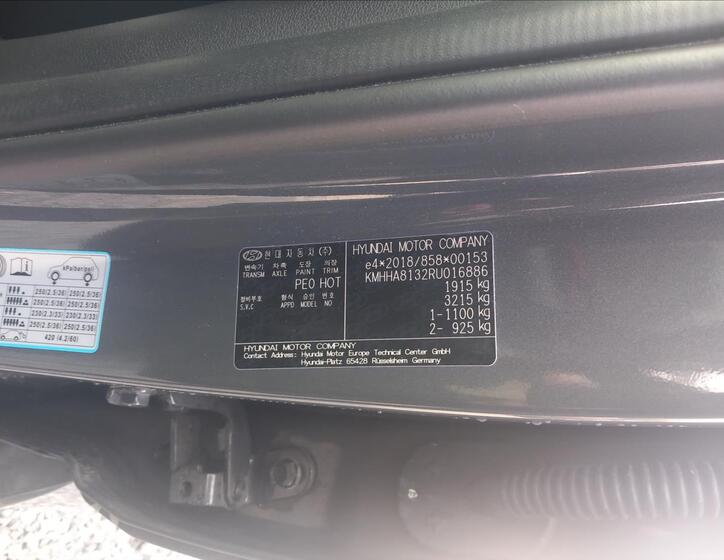 현대자동차(주)
변속기 차축 도장 의장
TRANSM AXLE PAINT TRIM
PE0 HOT
정비부호 형식 승인 번호
S.V.C APPD MODEL NO
HYUNDAI MOTOR COMPANY
e4*2018/858*00153
KMHHA8132RU016886
1915 kg
3215 kg
1-1100 kg
2- 925 kg
HYUNDAI MOTOR COMPANY
Contact Address: Hyundai Motor Europe Technical Center GmbH
Hyundai-Platz 65428 Rüsselsheim Germany
kPa(bar/psi)
250(2.5/36) 250(2.5/36)
250(2.5/36) 250(2.5/36)
230(2.3/33) 230(2.3/33)
250(2.5/36) 250(2.5/36)
420 (4.2/60)